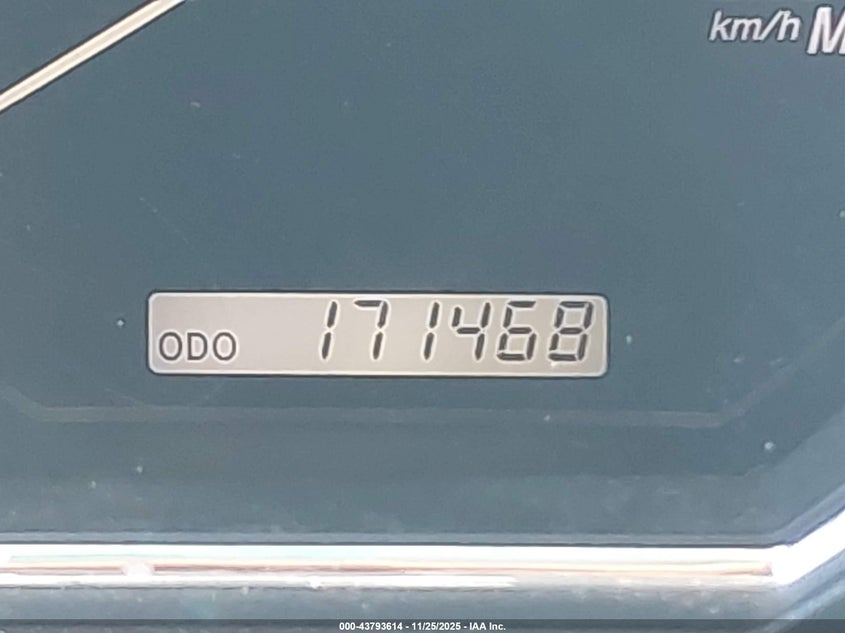 km/h M
ODO 171468
000-43793614 - 11/25/2025 - IAA Inc.